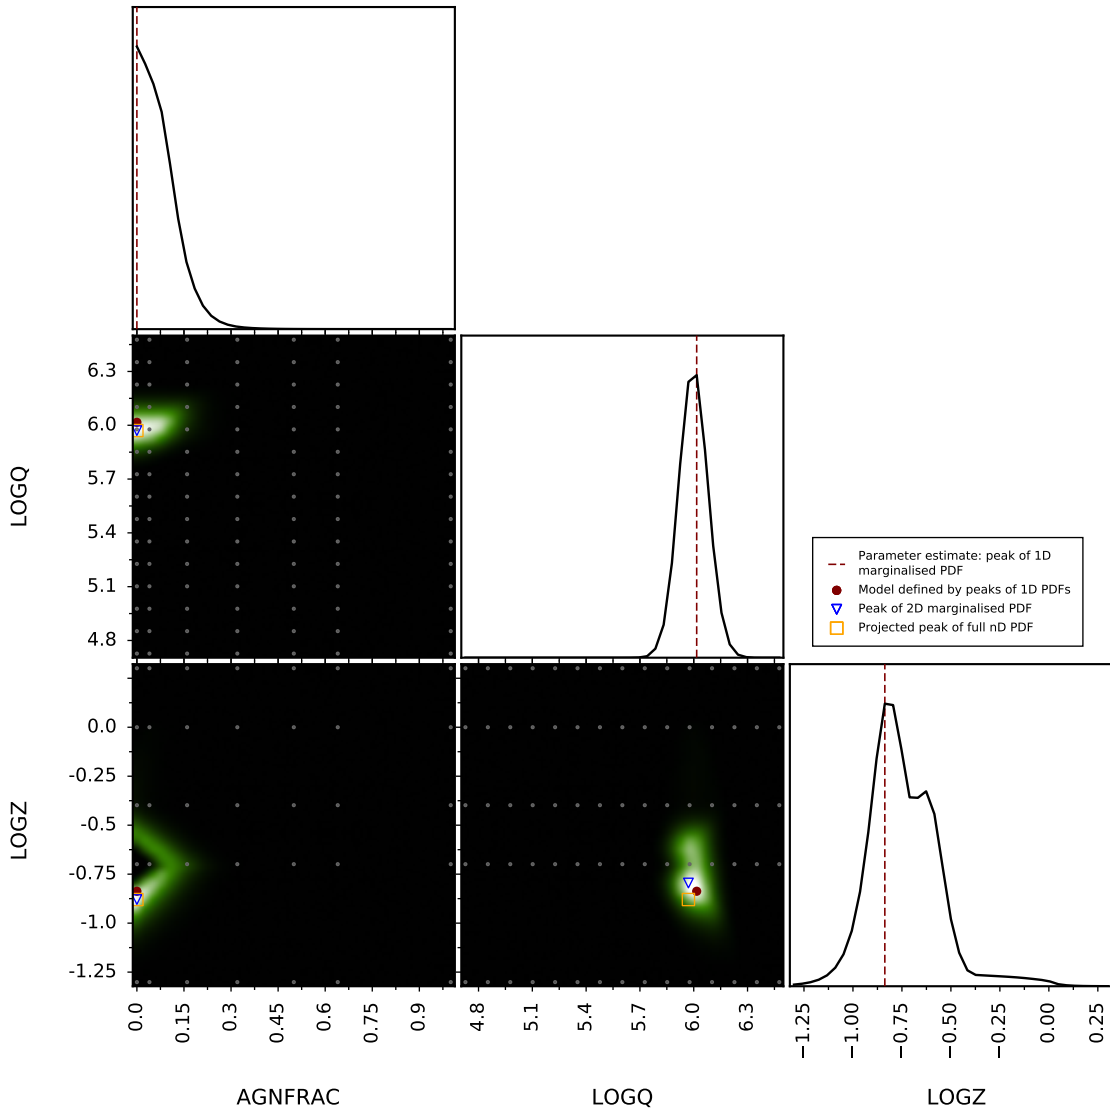 6.3
6.0
5.7
5.4
5.1
4.8
LOGQ
Parameter estimate: peak of 1D
marginalised PDF
Model defined by peaks of 1D PDFs
Peak of 2D marginalised PDF
Projected peak of full nD PDF
0.0
-0.25
-0.5
-0.75
-1.0
-1.25
LOGZ
0.0 0.15 0.3 0.45 0.6 0.75 0.9
4.8 5.1 5.4 5.7 6.0 6.3
−1.25 −1.00 −0.75 −0.50 −0.25 0.00 0.25
AGNFRAC LOGQ LOGZ